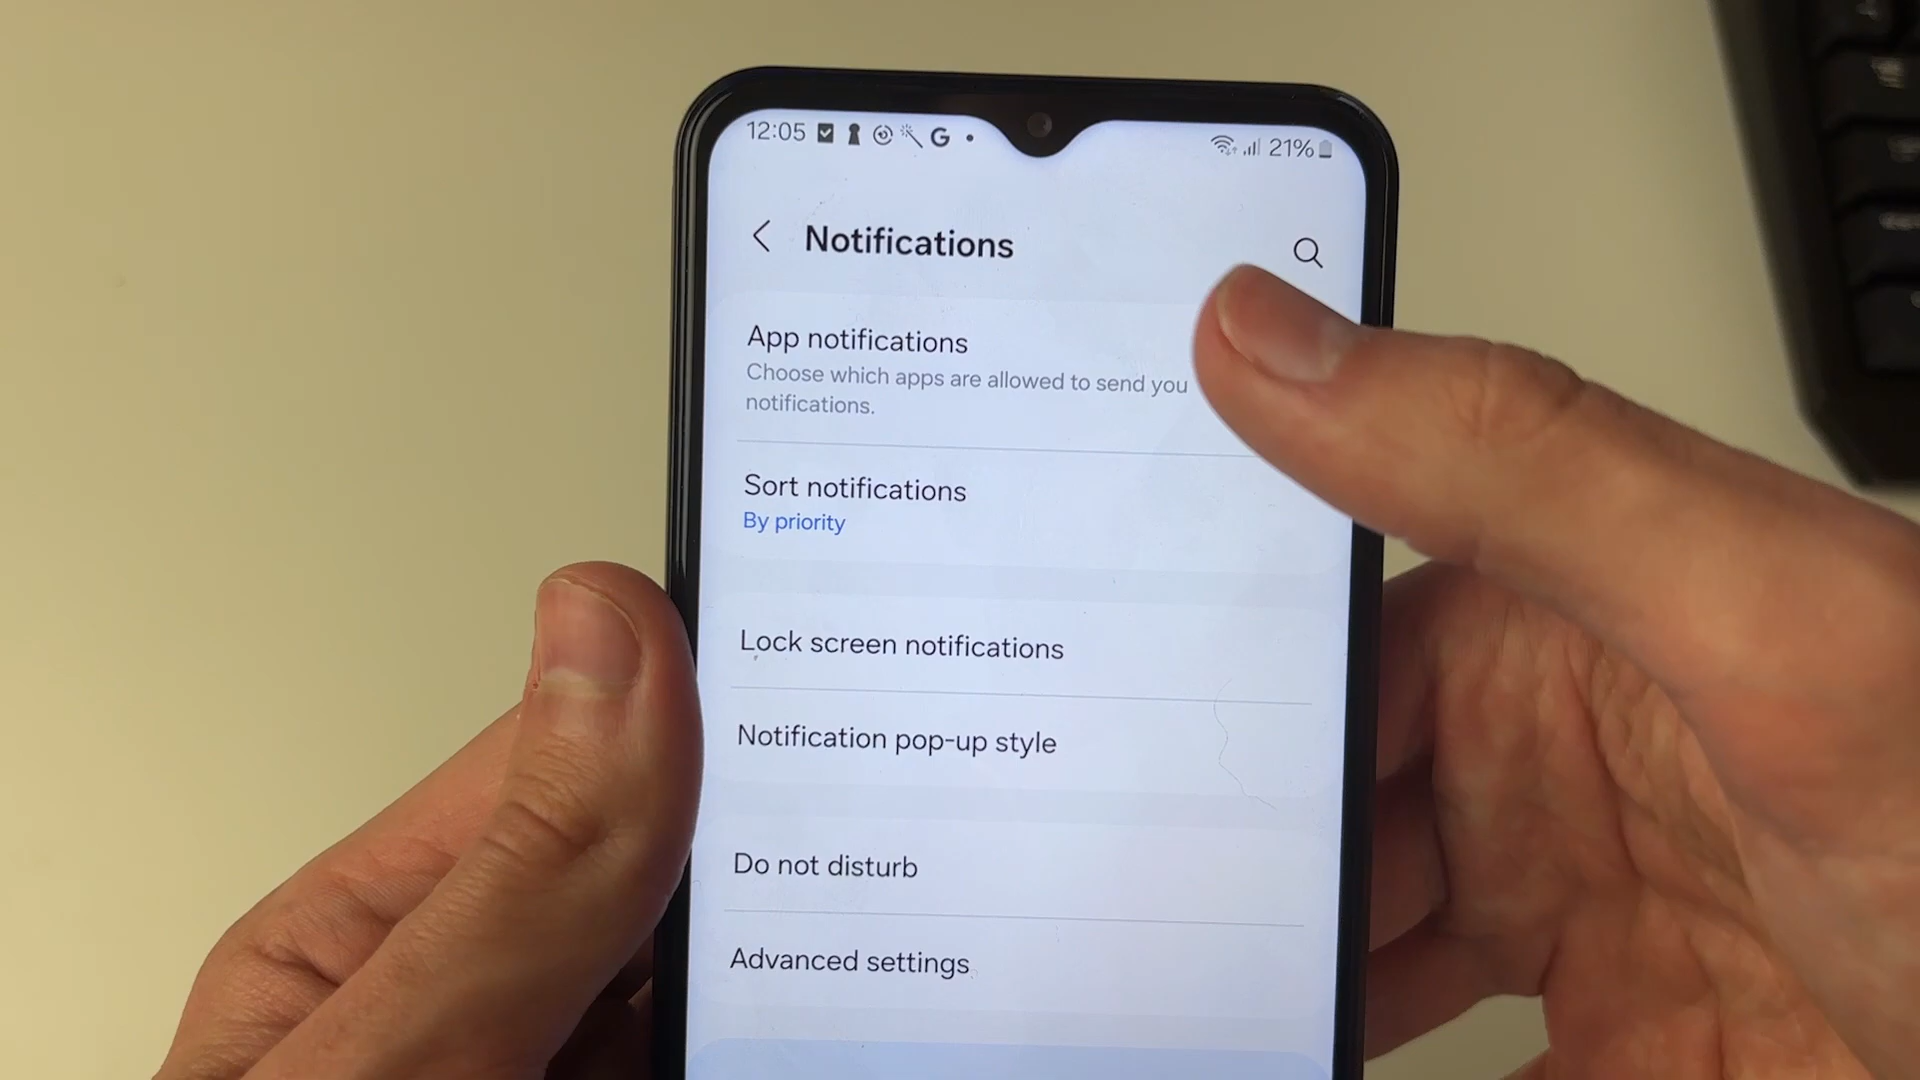 12:05 G 21%
Notifications
App notifications
Choose which apps are allowed to send you
notifications.
Sort notifications
By priority
Lock screen notifications
Notification pop-up style
Do not disturb
Advanced settings